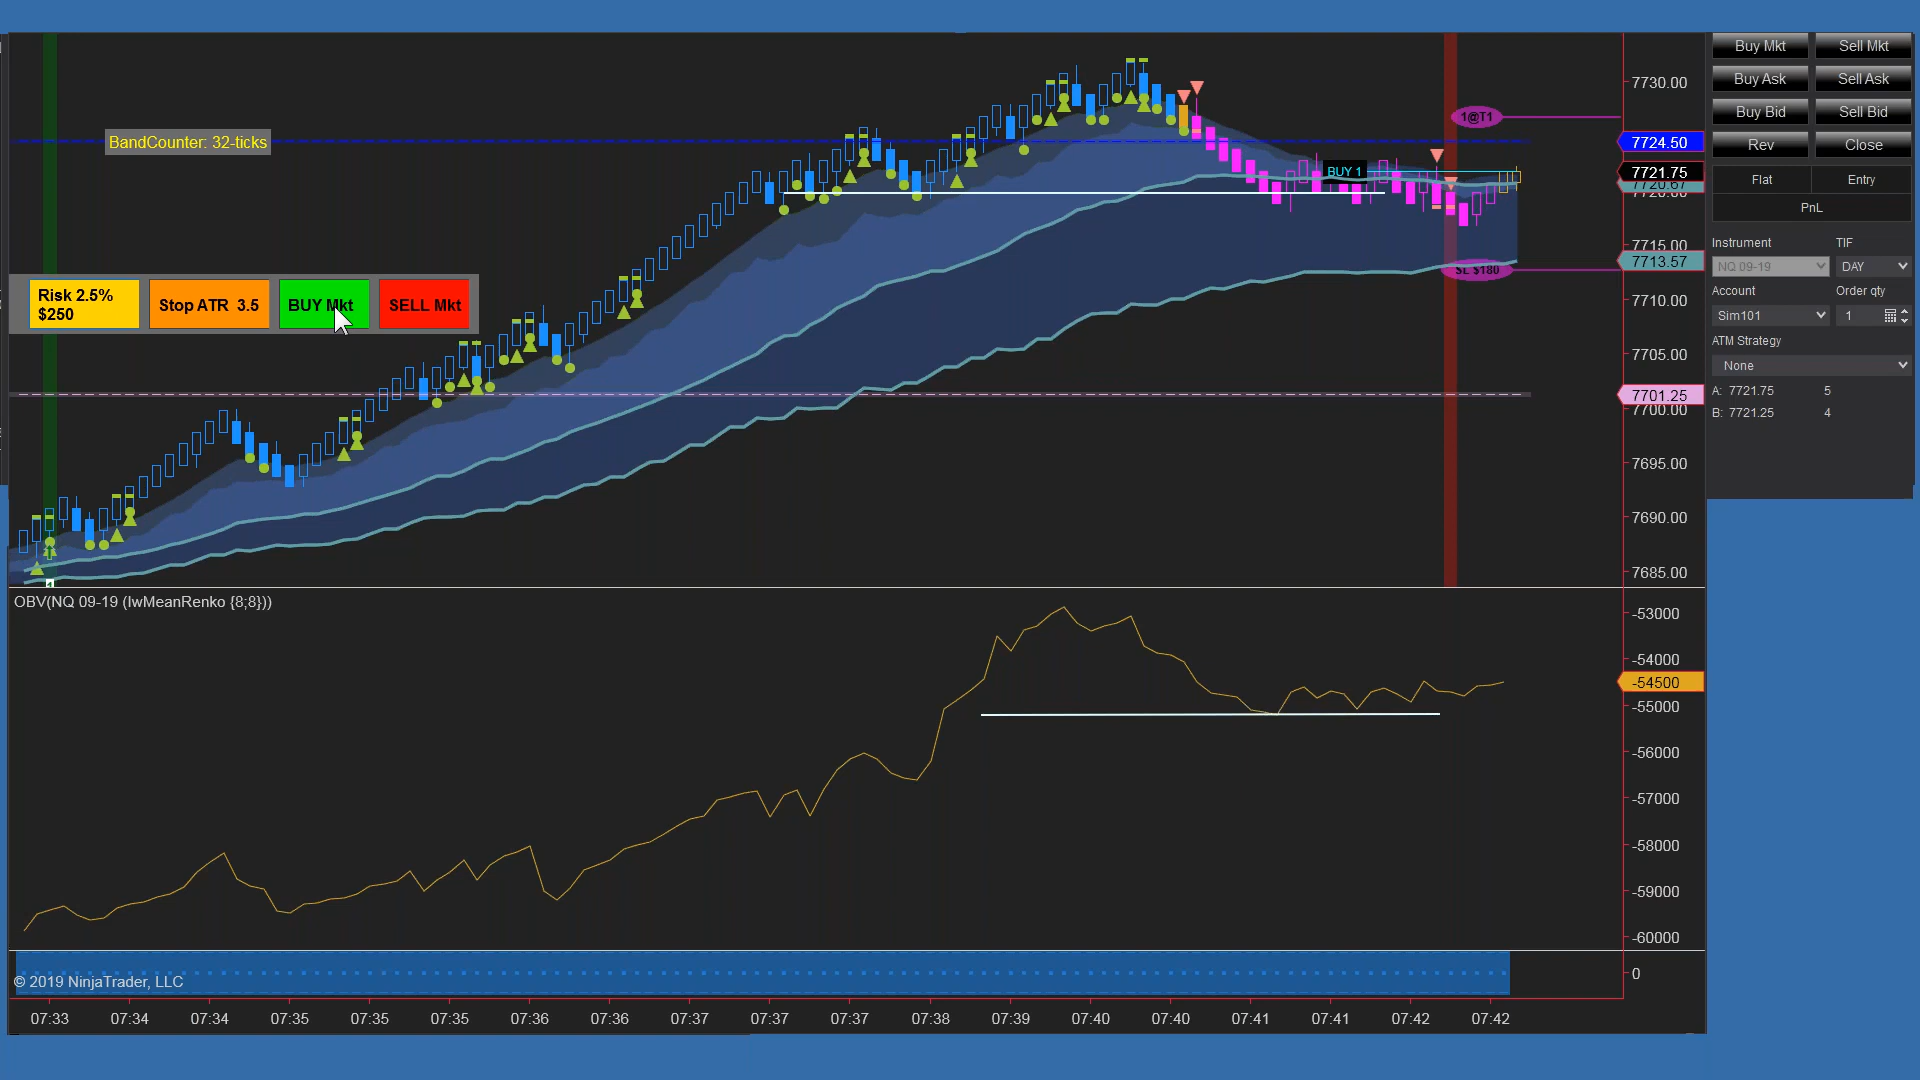 BandCounter: 32-ticks
Risk 2.5%
$250
Stop ATR 3.5
BUY Mkt
SELL Mkt
1@T1
BUY 1
SL $180
7730.00
7724.50
7721.75
7720.67
7715.00
7713.57
7710.00
7705.00
7701.25
7700.00
7695.00
7690.00
7685.00
Buy Mkt
Sell Mkt
Buy Ask
Sell Ask
Buy Bid
Sell Bid
Rev
Close
Flat
Entry
PnL
Instrument
TIF
NQ 09-19
DAY
Account
Order qty
Sim101
1
ATM Strategy
None
A: 7721.75 5
B: 7721.25 4
OBV(NQ 09-19 (lwMeanRenko {8;8}))
-53000
-54000
-54500
-55000
-56000
-57000
-58000
-59000
-60000
0
© 2019 NinjaTrader, LLC
07:33 07:34 07:34 07:35 07:35 07:35 07:36 07:36 07:37 07:37 07:37 07:38 07:39 07:40 07:40 07:41 07:41 07:42 07:42